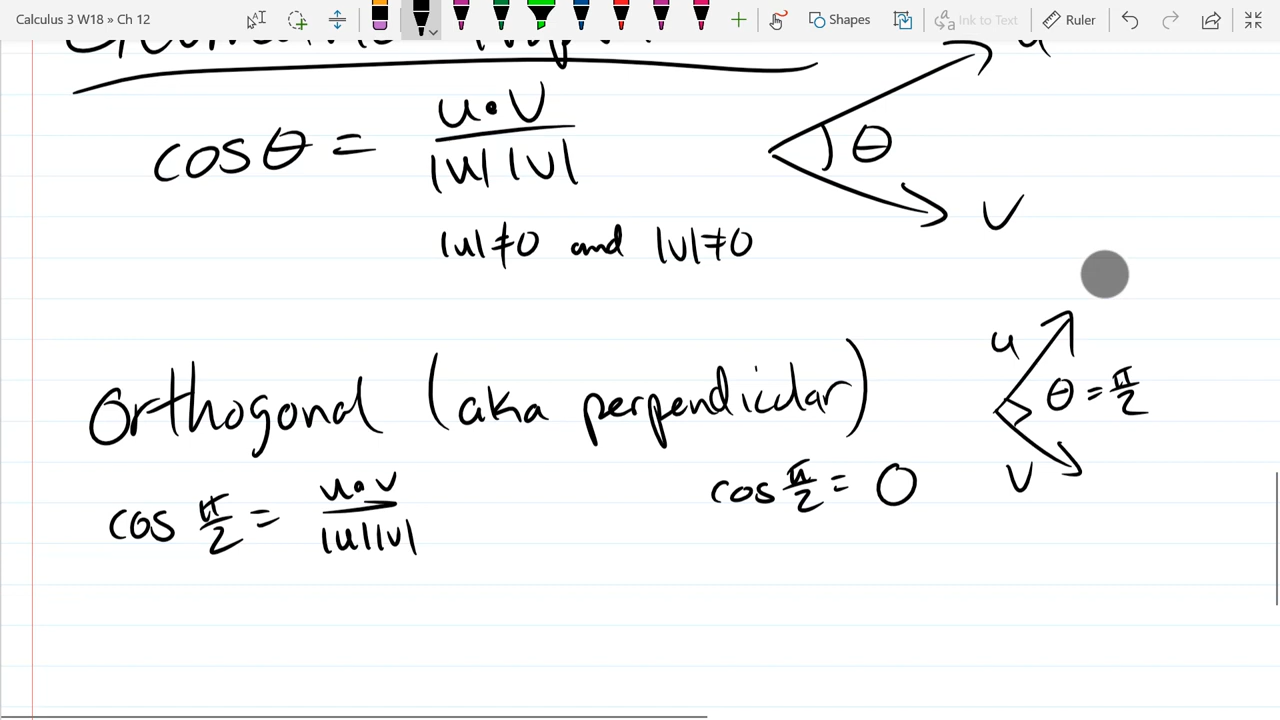 Calculus 3 W18 » Ch 12
Ink to Text
Shapes
Ruler
cosθ = u•v / |u| |v|
θ
v
|u|≠0 and |v|≠0
u
θ = π/2
v
Orthogonal (aka perpendicular)
cos π/2 = u•v / |u||v|
cos π/2 = 0